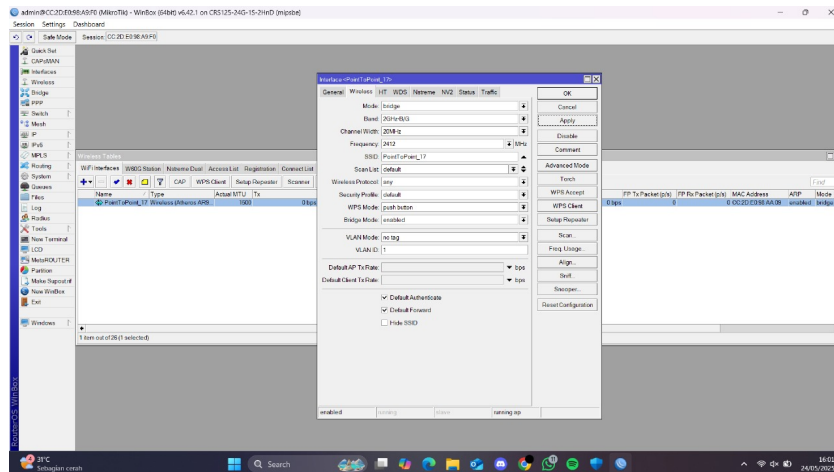 admin@CC:2D:E0:98:A9:F0 (MikroTik) - WinBox (64bit) v6.42.1 on CRS125-24G-1S-2HnD (mipsbe)
Session Settings Dashboard
Safe Mode Session: CC:2D:E0:98:A9:F0
Quick Set
CAPsMAN
Interfaces
Wireless
Bridge
PPP
Switch
Mesh
IP
IPv6
MPLS
Routing
System
Queues
Files
Log
Radius
Tools
New Terminal
LCD
MetaROUTER
Partition
Make Supout.rif
New WinBox
Exit
Windows
RouterOS WinBox
Wireless Tables
WiFi Interfaces W60G Station Nstreme Dual Access List Registration Connect List
CAP WPS Client Setup Repeater Scanner
Find
Name Type Actual MTU Tx
FP Tx Packet (p/s) FP Rx Packet (p/s) MAC Address ARP Mode
PointToPoint_17 Wireless (Atheros AR9... 1500 0 bps
0 bps 0 0 CC:2D:E0:98:AA:09 enabled bridge
1 item out of 26 (1 selected)
Interface <PointToPoint_17>
General Wireless HT WDS Nstreme NV2 Status Traffic
Mode: bridge
Band: 2GHz-B/G
Channel Width: 20MHz
Frequency: 2412 MHz
SSID: PointToPoint_17
Scan List: default
Wireless Protocol: any
Security Profile: default
WPS Mode: push button
Bridge Mode: enabled
VLAN Mode: no tag
VLAN ID: 1
Default AP Tx Rate: bps
Default Client Tx Rate: bps
Default Authenticate
Default Forward
Hide SSID
OK
Cancel
Apply
Disable
Comment
Advanced Mode
Torch
WPS Accept
WPS Client
Setup Repeater
Scan...
Freq. Usage...
Align...
Sniff...
Snooper...
Reset Configuration
enabled running slave running ap
31°C
Sebagian cerah
Search
16:01
24/05/2025